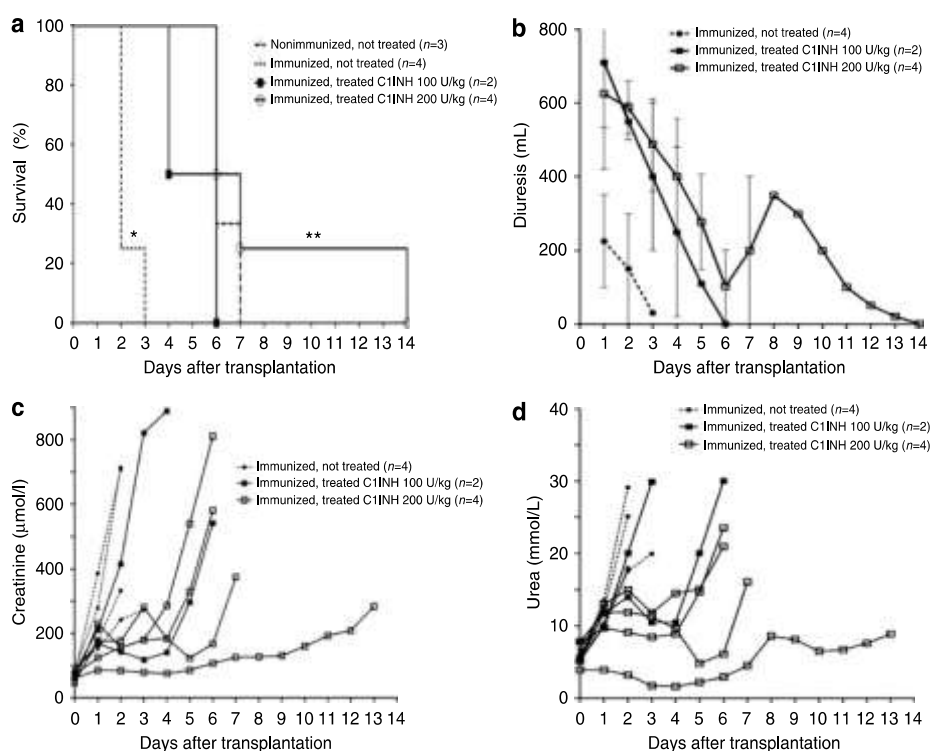 a
Survival (%)
100
80
60
40
20
0
Nonimmunized, not treated (n=3)
Immunized, not treated (n=4)
Immunized, treated C1INH 100 U/kg (n=2)
Immunized, treated C1INH 200 U/kg (n=4)
*
**
0 1 2 3 4 5 6 7 8 9 10 11 12 13 14
Days after transplantation
b
Diuresis (mL)
800
600
400
200
0
Immunized, not treated (n=4)
Immunized, treated C1INH 100 U/kg (n=2)
Immunized, treated C1INH 200 U/kg (n=4)
0 1 2 3 4 5 6 7 8 9 10 11 12 13 14
Days after transplantation
c
Creatinine (μmol/l)
800
600
400
200
0
Immunized, not treated (n=4)
Immunized, treated C1INH 100 U/kg (n=2)
Immunized, treated C1INH 200 U/kg (n=4)
0 1 2 3 4 5 6 7 8 9 10 11 12 13 14
Days after transplantation
d
Urea (mmol/L)
40
30
20
10
0
Immunized, not treated (n=4)
Immunized, treated C1INH 100 U/kg (n=2)
Immunized, treated C1INH 200 U/kg (n=4)
0 1 2 3 4 5 6 7 8 9 10 11 12 13 14
Days after transplantation